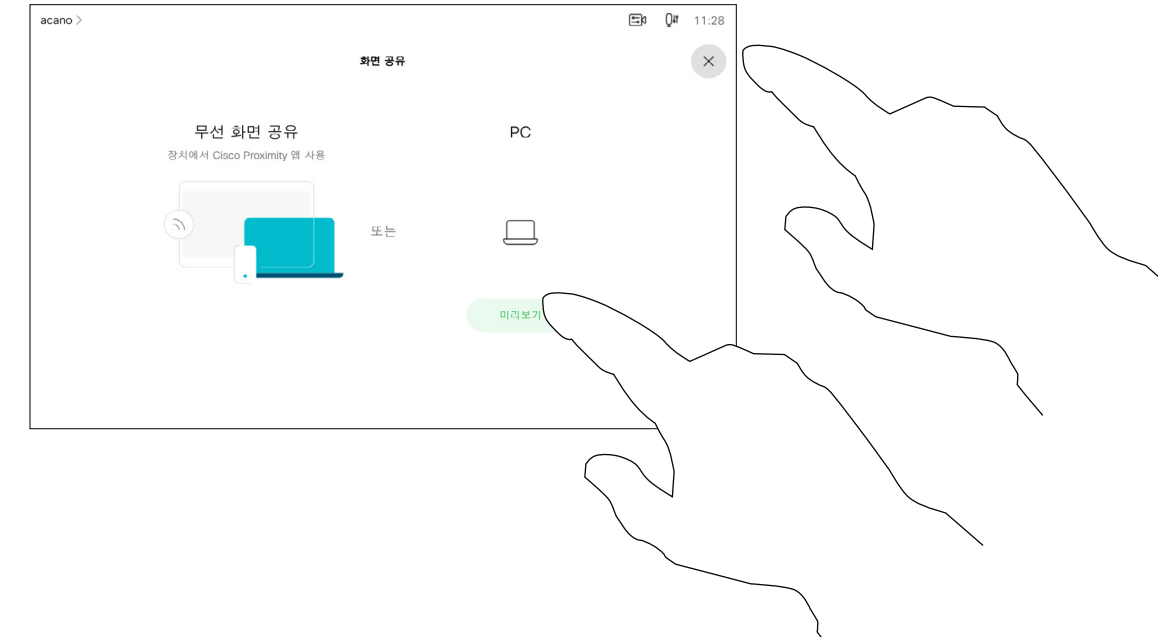 acano >
11:28
화면 공유
무선 화면 공유
장치에서 Cisco Proximity 앱 사용
또는
PC
미리보기